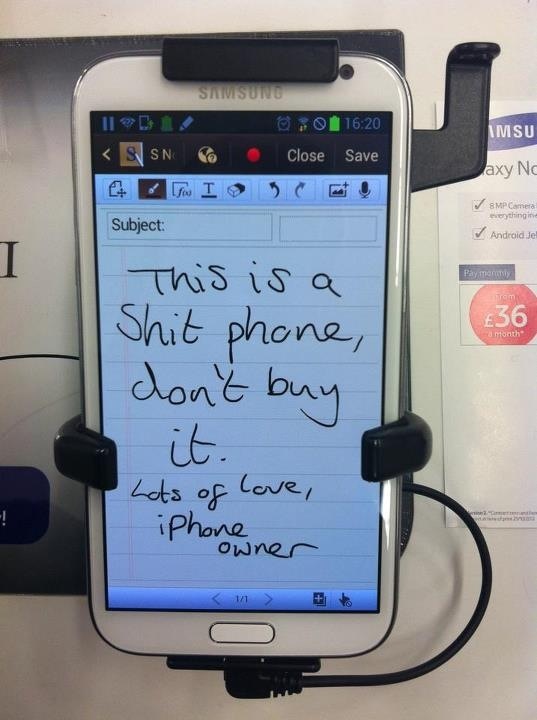 SAMSUNG
16:20
S N
Close Save
f(x) T
Subject:
This is a
Shit phone,
don't buy
it.
Lots of love,
iPhone
owner
1/1
AMSU
axy No
8 MP Camera
everything in
Android Jel
Pay monthly
From
£36
a month*
I
y!